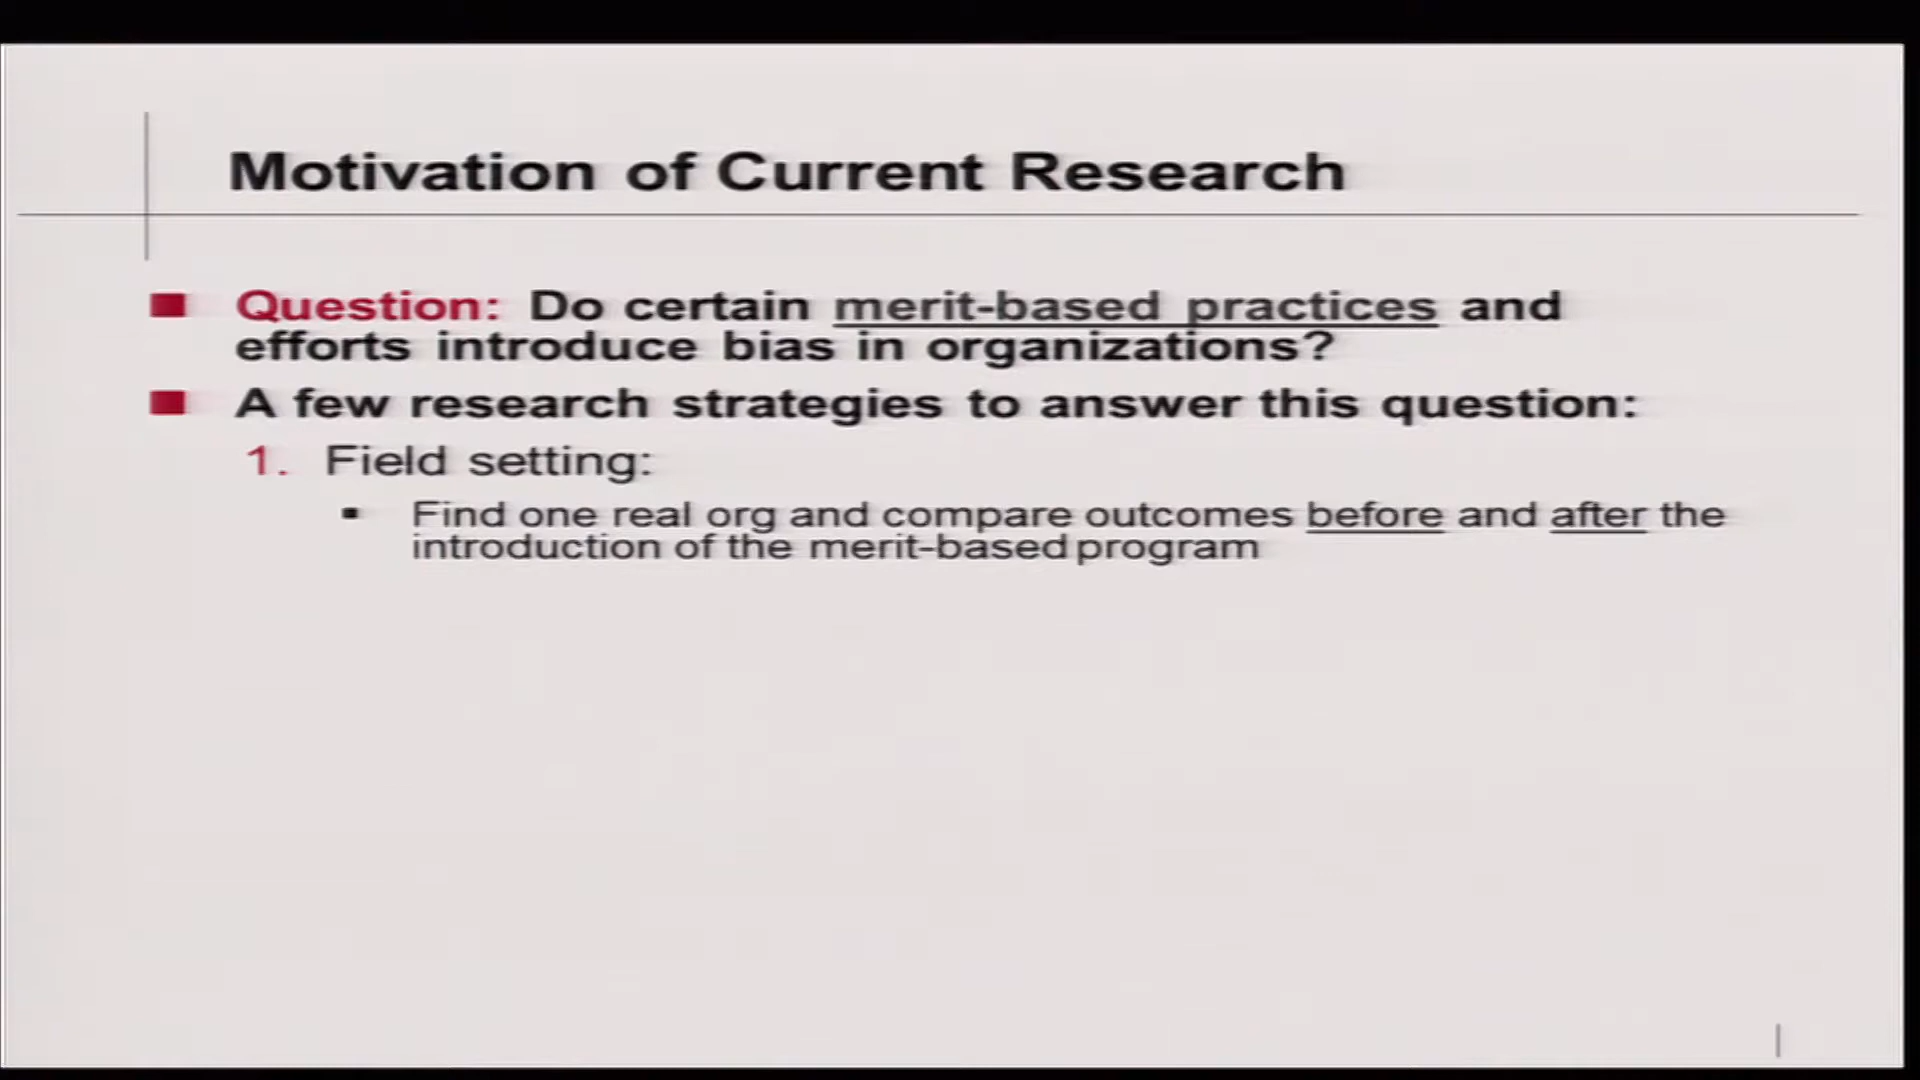 Motivation of Current Research
Question: Do certain merit-based practices and
efforts introduce bias in organizations?
A few research strategies to answer this question:
1. Field setting:
Find one real org and compare outcomes before and after the
introduction of the merit-based program